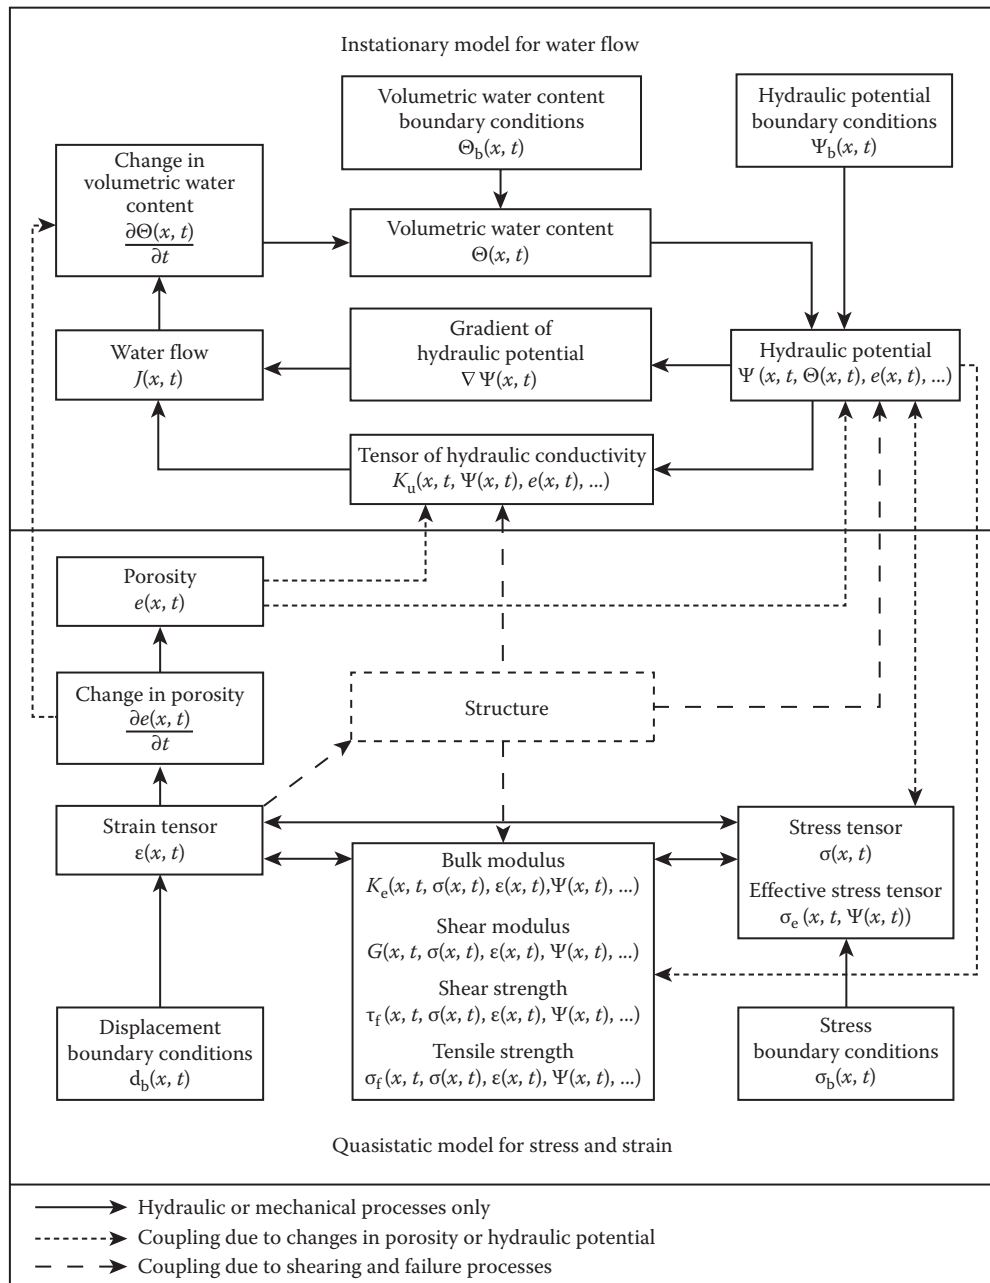 Instationary model for water flow
Volumetric water content
boundary conditions
Θb(x, t)
Hydraulic potential
boundary conditions
Ψb(x, t)
Change in
volumetric water
content
∂Θ(x, t)
∂t
Volumetric water content
Θ(x, t)
Water flow
J(x, t)
Gradient of
hydraulic potential
∇Ψ(x, t)
Hydraulic potential
Ψ (x, t, Θ(x, t), e(x, t), ...)
Tensor of hydraulic conductivity
Ku(x, t, Ψ(x, t), e(x, t), ...)
Porosity
e(x, t)
Change in porosity
∂e(x, t)
∂t
Structure
Strain tensor
ε(x, t)
Stress tensor
σ(x, t)
Effective stress tensor
σe (x, t, Ψ(x, t))
Bulk modulus
Ke(x, t, σ(x, t), ε(x, t),Ψ(x, t), ...)
Shear modulus
G(x, t, σ(x, t), ε(x, t), Ψ(x, t), ...)
Shear strength
τf (x, t, σ(x, t), ε(x, t), Ψ(x, t), ...)
Tensile strength
σf (x, t, σ(x, t), ε(x, t), Ψ(x, t), ...)
Displacement
boundary conditions
db(x, t)
Stress
boundary conditions
σb(x, t)
Quasistatic model for stress and strain
Hydraulic or mechanical processes only
Coupling due to changes in porosity or hydraulic potential
Coupling due to shearing and failure processes